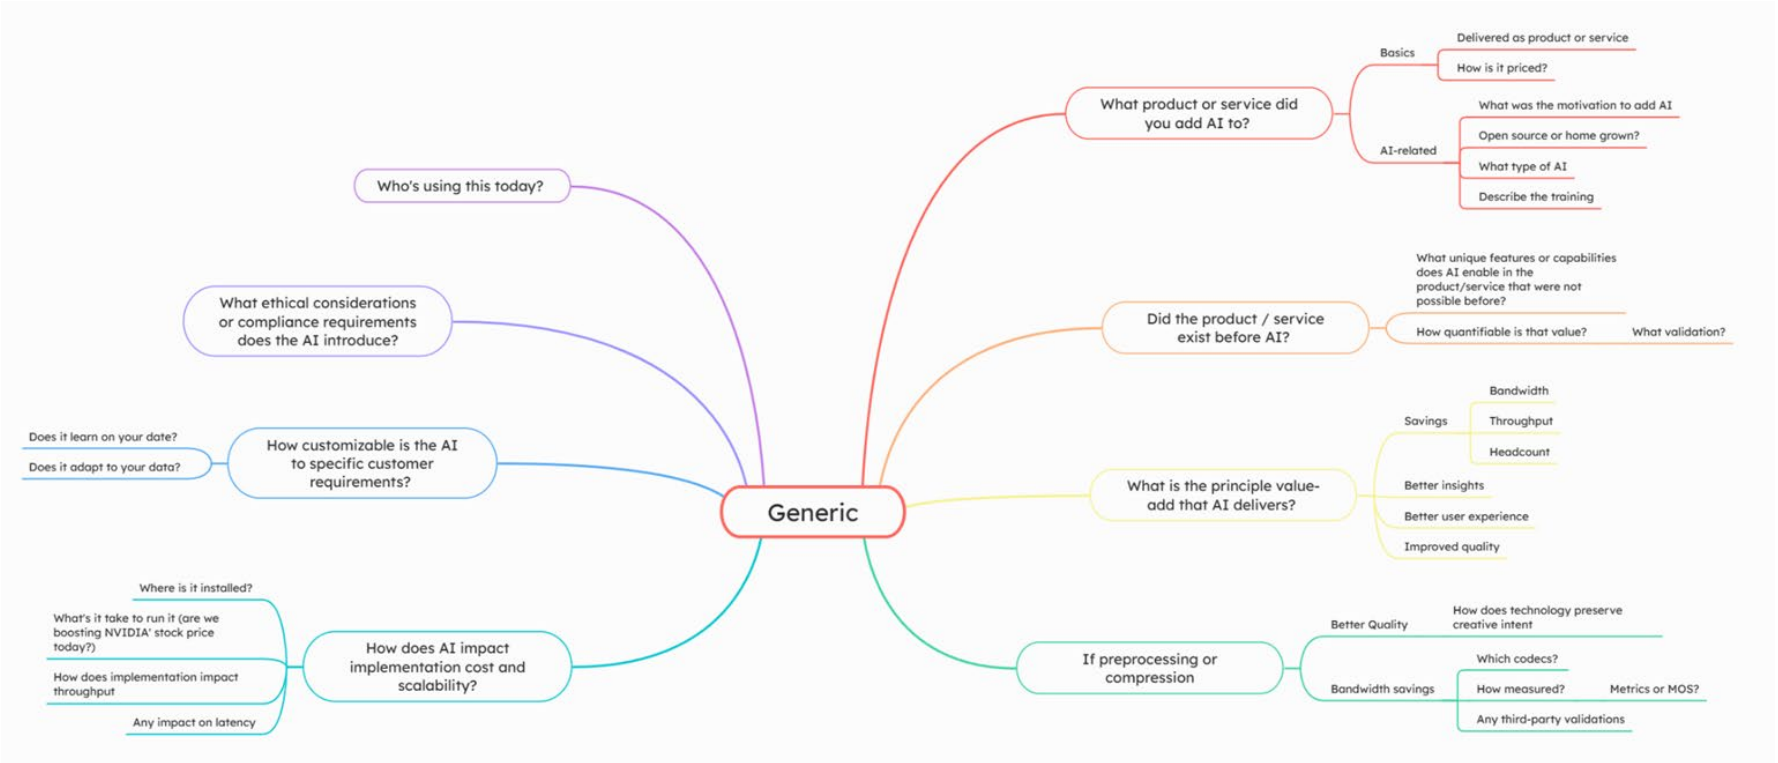 Generic
What product or service did
you add AI to?
Basics
Delivered as product or service
How is it priced?
AI-related
What was the motivation to add AI
Open source or home grown?
What type of AI
Describe the training
Did the product / service
exist before AI?
What unique features or capabilities
does AI enable in the
product/service that were not
possible before?
How quantifiable is that value?
What validation?
What is the principle value-
add that AI delivers?
Savings
Bandwidth
Throughput
Headcount
Better insights
Better user experience
Improved quality
If preprocessing or
compression
Better Quality
How does technology preserve
creative intent
Bandwidth savings
Which codecs?
How measured?
Metrics or MOS?
Any third-party validations
Who's using this today?
What ethical considerations
or compliance requirements
does the AI introduce?
How customizable is the AI
to specific customer
requirements?
Does it learn on your date?
Does it adapt to your data?
How does AI impact
implementation cost and
scalability?
Where is it installed?
What's it take to run it (are we
boosting NVIDIA' stock price
today?)
How does implementation impact
throughput
Any impact on latency